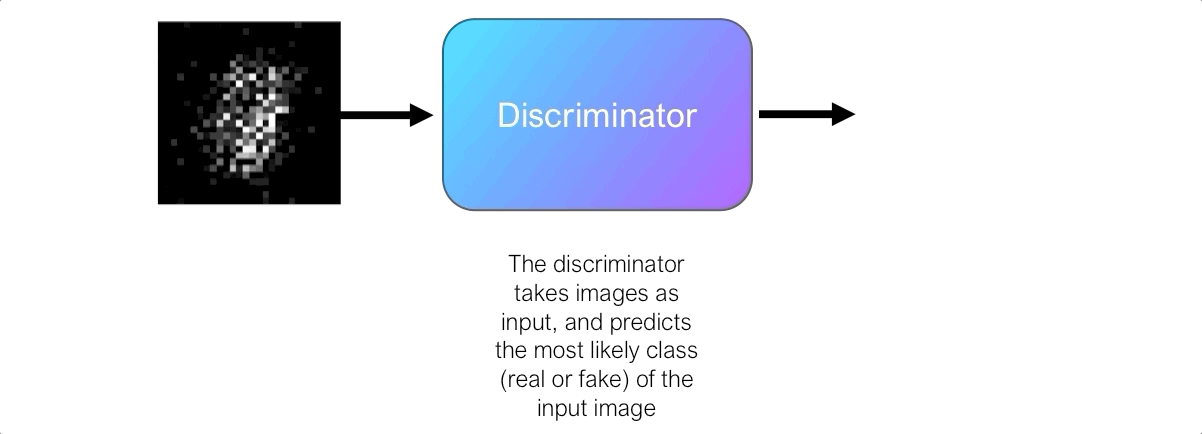 Discriminator
The discriminator
takes images as
input, and predicts
the most likely class
(real or fake) of the
input image